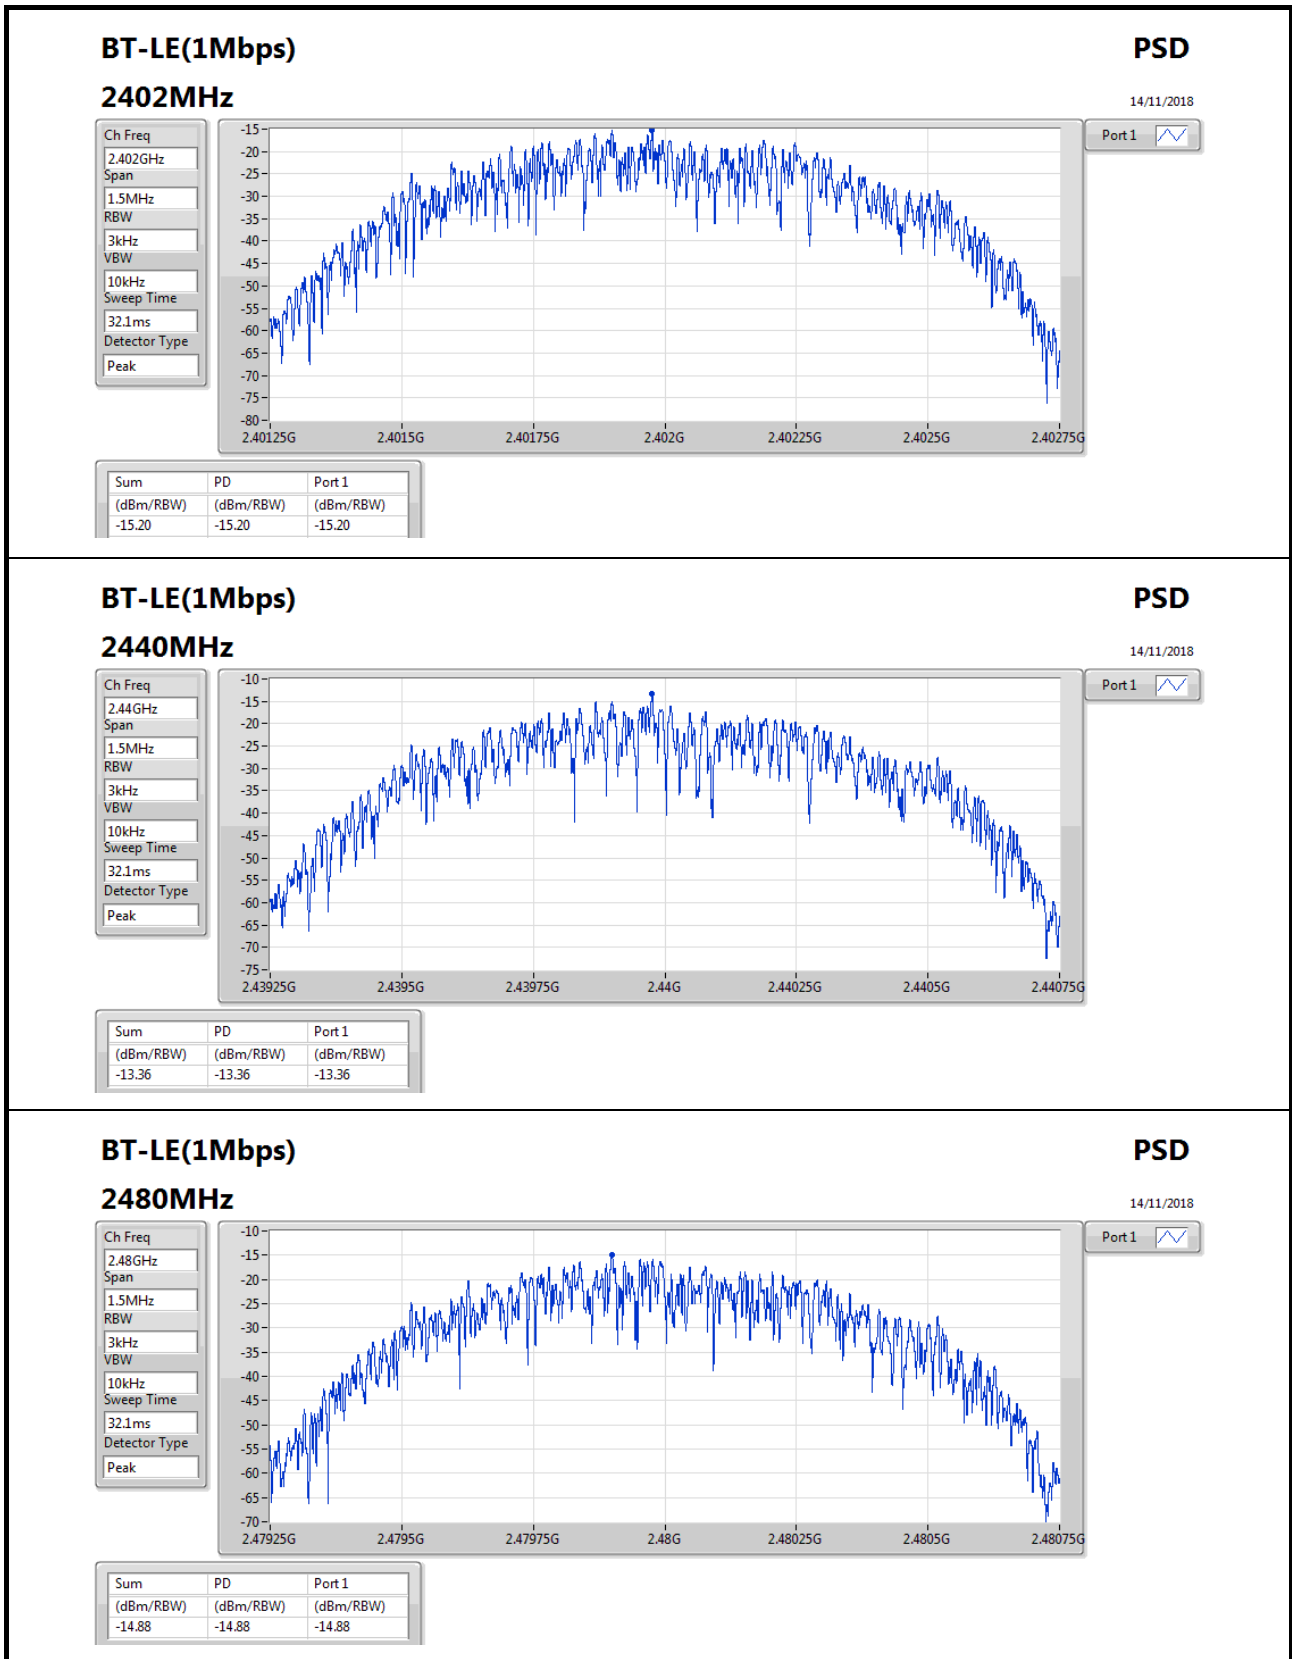 BT-LE(1Mbps) PSD
2402MHz 14/11/2018
Ch Freq
2.402GHz
Span
1.5MHz
RBW
3kHz
VBW
10kHz
Sweep Time
32.1ms
Detector Type
Peak
-15
-20
-25
-30
-35
-40
-45
-50
-55
-60
-65
-70
-75
-80
2.40125G 2.4015G 2.40175G 2.402G 2.40225G 2.4025G 2.40275G
Port 1
Sum PD Port 1
(dBm/RBW) (dBm/RBW) (dBm/RBW)
-15.20 -15.20 -15.20
BT-LE(1Mbps) PSD
2440MHz 14/11/2018
Ch Freq
2.44GHz
Span
1.5MHz
RBW
3kHz
VBW
10kHz
Sweep Time
32.1ms
Detector Type
Peak
-10
-15
-20
-25
-30
-35
-40
-45
-50
-55
-60
-65
-70
-75
2.43925G 2.4395G 2.43975G 2.44G 2.44025G 2.4405G 2.44075G
Port 1
Sum PD Port 1
(dBm/RBW) (dBm/RBW) (dBm/RBW)
-13.36 -13.36 -13.36
BT-LE(1Mbps) PSD
2480MHz 14/11/2018
Ch Freq
2.48GHz
Span
1.5MHz
RBW
3kHz
VBW
10kHz
Sweep Time
32.1ms
Detector Type
Peak
-10
-15
-20
-25
-30
-35
-40
-45
-50
-55
-60
-65
-70
2.47925G 2.4795G 2.47975G 2.48G 2.48025G 2.4805G 2.48075G
Port 1
Sum PD Port 1
(dBm/RBW) (dBm/RBW) (dBm/RBW)
-14.88 -14.88 -14.88